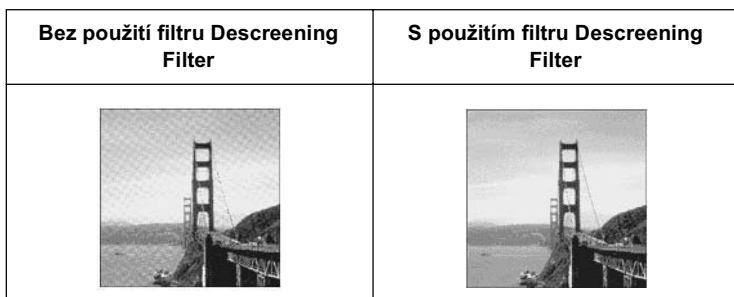 Bez použití filtru Descreening
Filter
S použitím filtru Descreening
Filter